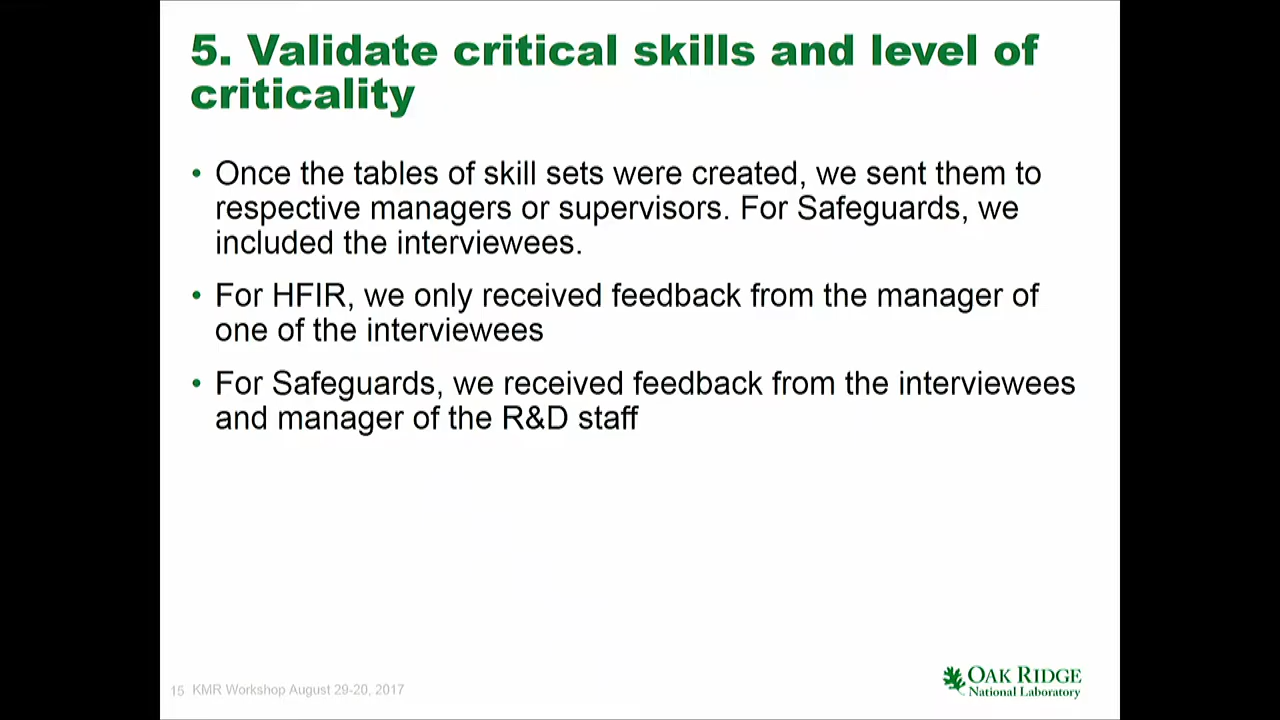 5. Validate critical skills and level of
criticality
• Once the tables of skill sets were created, we sent them to
respective managers or supervisors. For Safeguards, we
included the interviewees.
• For HFIR, we only received feedback from the manager of
one of the interviewees
• For Safeguards, we received feedback from the interviewees
and manager of the R&D staff
15 KMR Workshop August 29-20, 2017
OAK RIDGE
National Laboratory